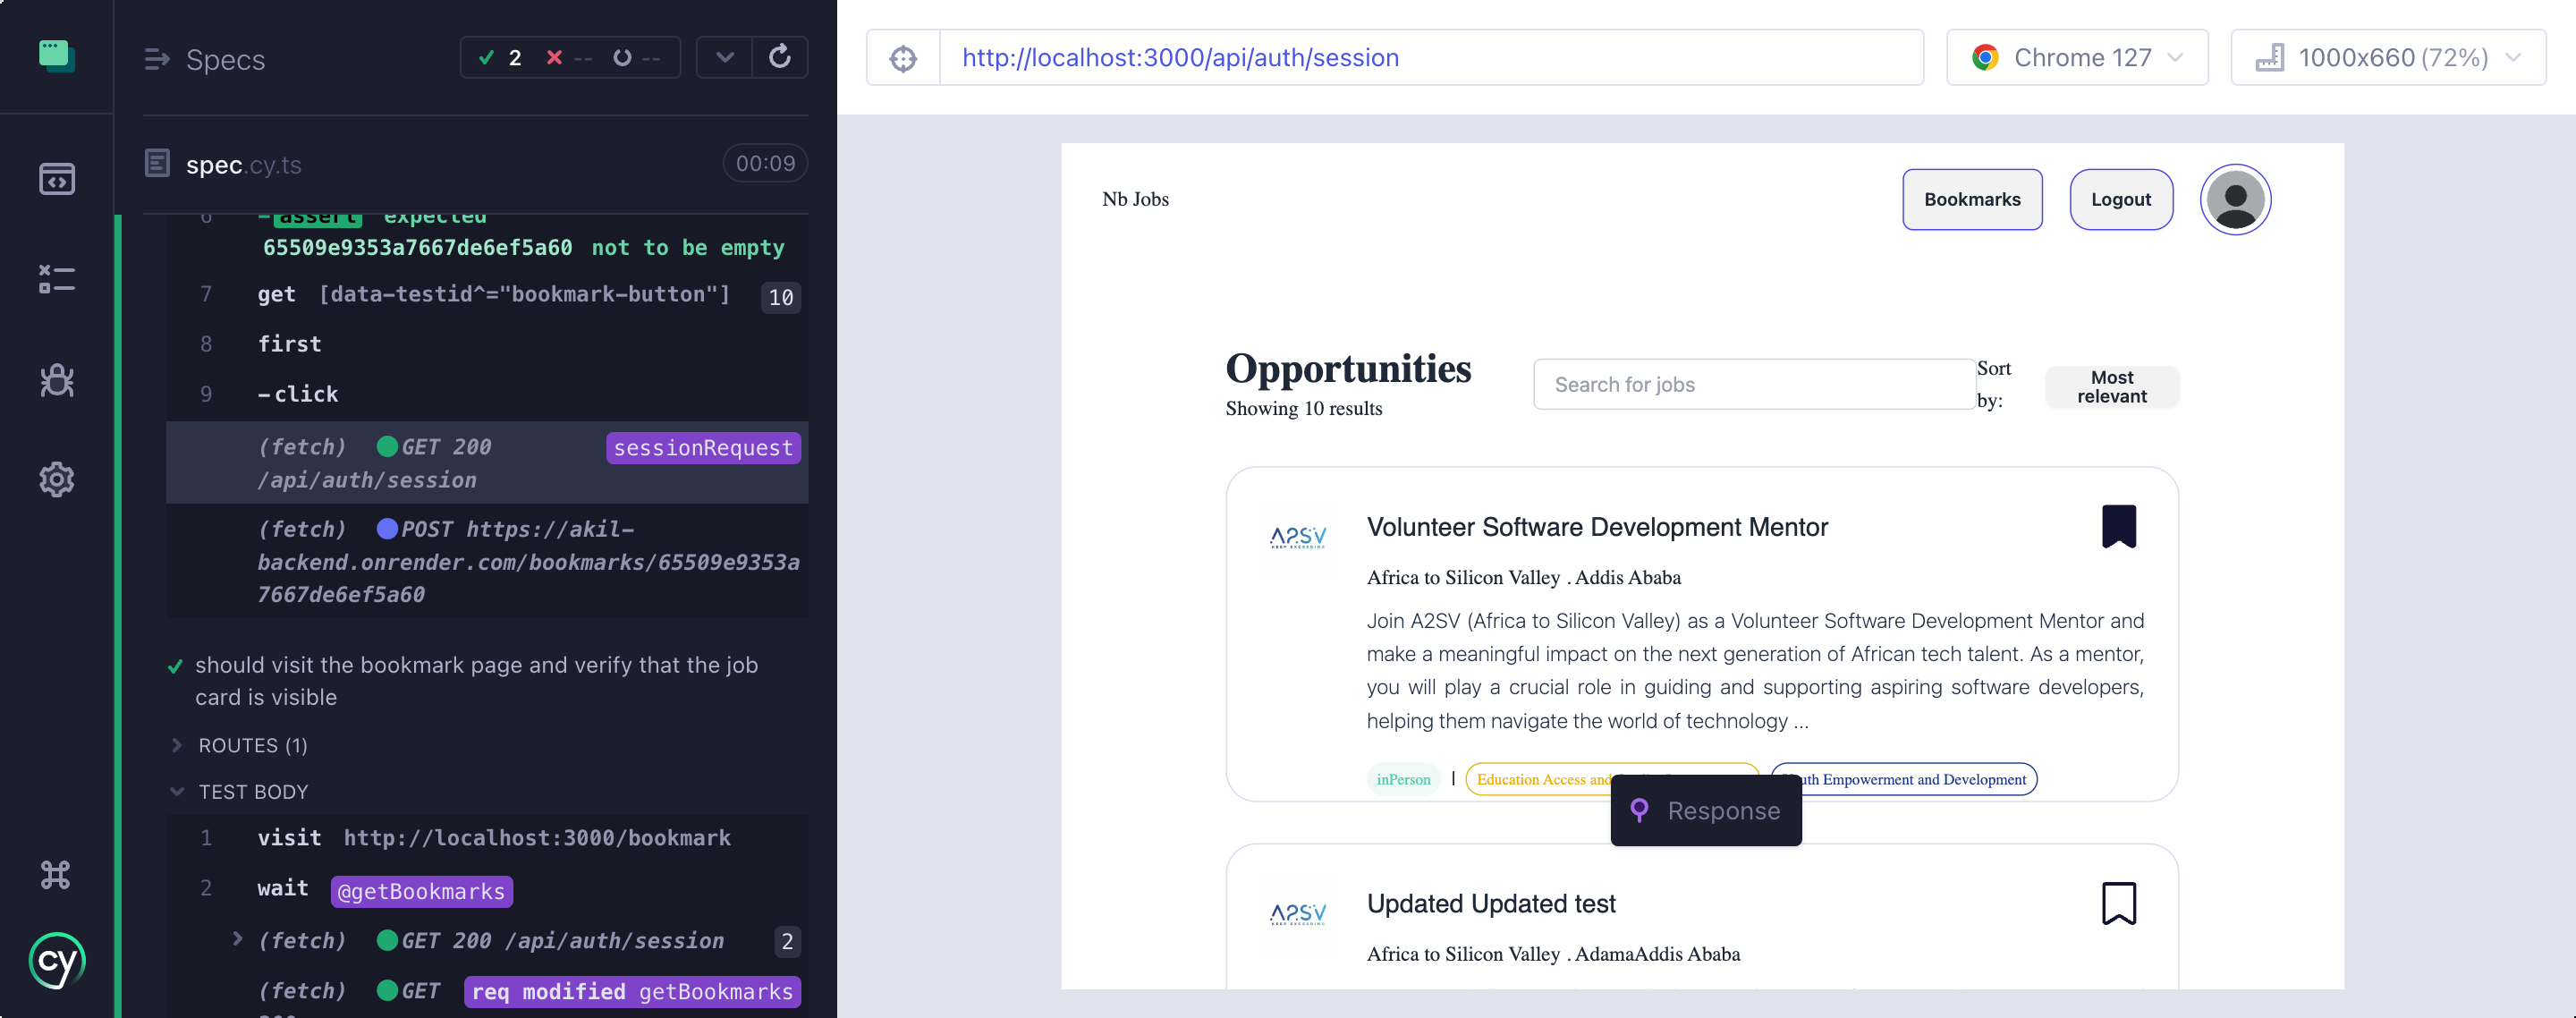 Specs
2
--
--
spec.cy.ts
00:09
6 -assert expected
65509e9353a7667de6ef5a60 not to be empty
7 get [data-testid^="bookmark-button"] 10
8 first
9 -click
(fetch) GET 200 sessionRequest
/api/auth/session
(fetch) POST https://akil-
backend.onrender.com/bookmarks/65509e9353a
7667de6ef5a60
should visit the bookmark page and verify that the job
card is visible
ROUTES (1)
TEST BODY
1 visit http://localhost:3000/bookmark
2 wait @getBookmarks
(fetch) GET 200 /api/auth/session 2
(fetch) GET req modified getBookmarks
cy
http://localhost:3000/api/auth/session
Chrome 127
1000x660 (72%)
Nb Jobs
Bookmarks
Logout
Opportunities
Showing 10 results
Search for jobs
Sort
by:
Most
relevant
A2SV
Volunteer Software Development Mentor
Africa to Silicon Valley . Addis Ababa
Join A2SV (Africa to Silicon Valley) as a Volunteer Software Development Mentor and
make a meaningful impact on the next generation of African tech talent. As a mentor,
you will play a crucial role in guiding and supporting aspiring software developers,
helping them navigate the world of technology ...
inPerson | Education Access and Empowerment and Development
Response
A2SV
Updated Updated test
Africa to Silicon Valley . AdamaAddis Ababa